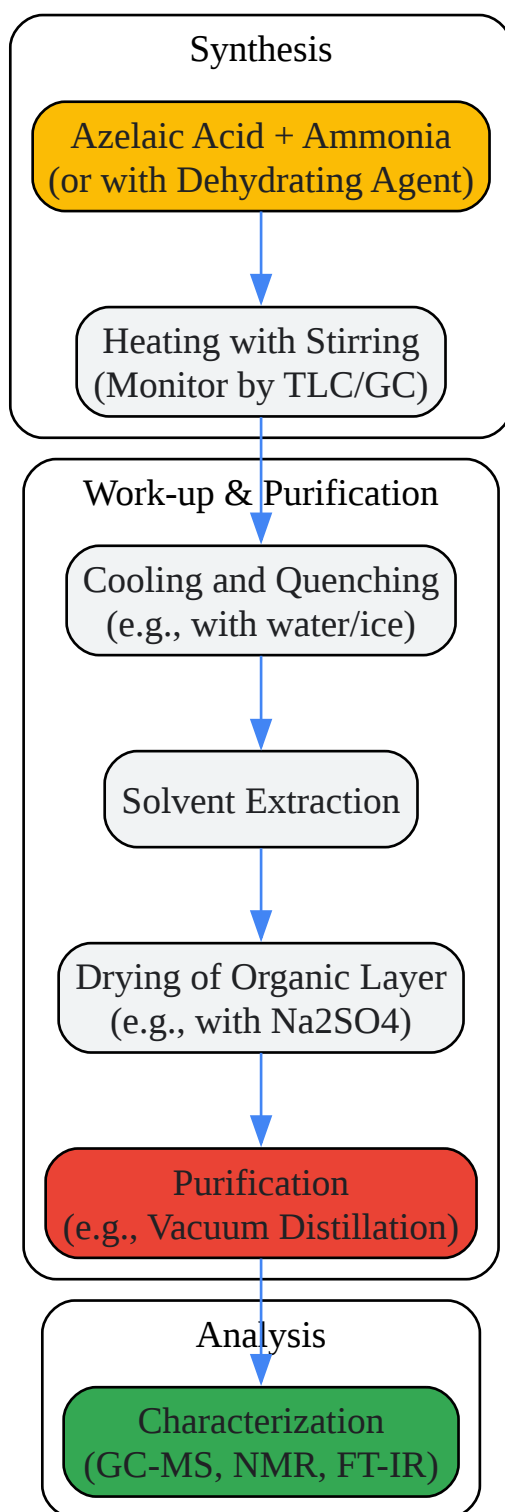 Synthesis
Azelaic Acid + Ammonia
(or with Dehydrating Agent)
Heating with Stirring
(Monitor by TLC/GC)
Work-up & Purification
Cooling and Quenching
(e.g., with water/ice)
Solvent Extraction
Drying of Organic Layer
(e.g., with Na2SO4)
Purification
(e.g., Vacuum Distillation)
Analysis
Characterization
(GC-MS, NMR, FT-IR)